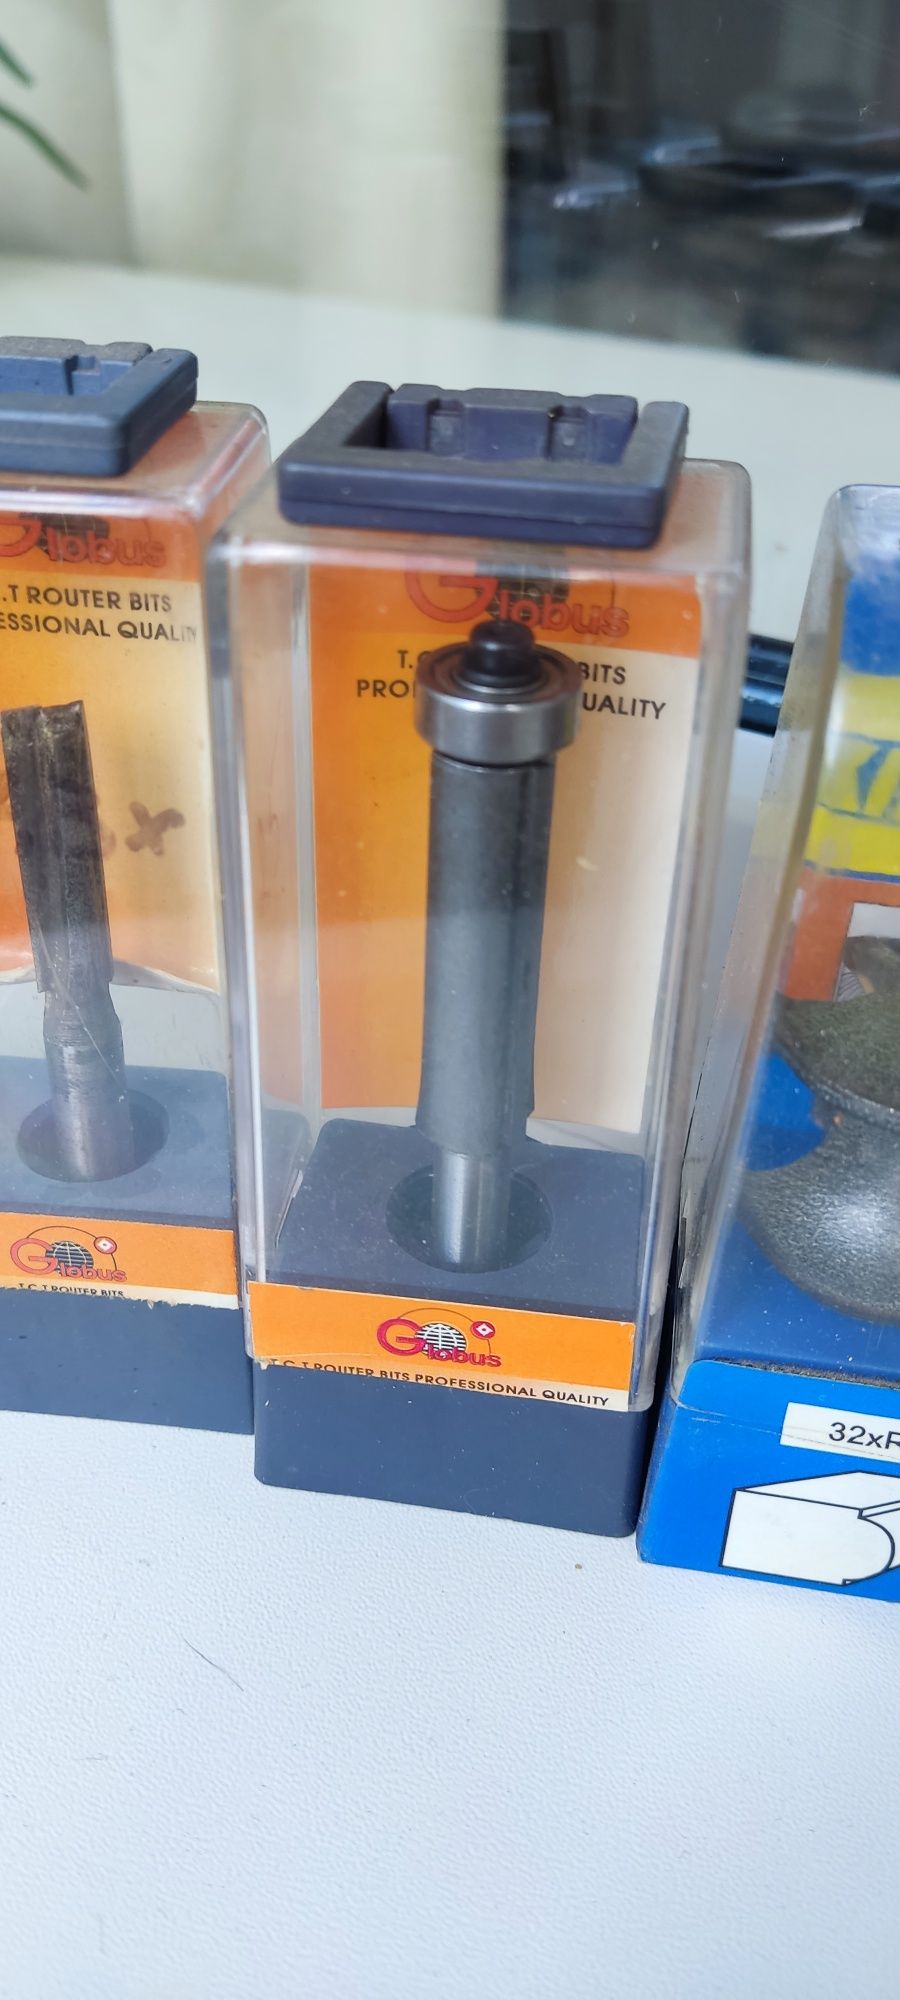 Globus
.T ROUTER BITS
ESSIONAL QUALITY
Globus
T.C.T ROUTER BITS
Globus
T. BITS
PRO UALITY
Globus
T.C.T ROUTER BITS PROFESSIONAL QUALITY
32xR